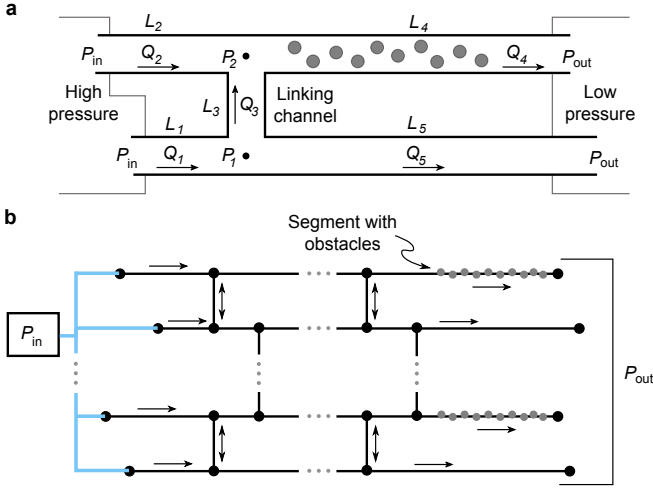 a
L2 L4
Pin Q2 P2 Q4 Pout
High pressure
L3 Q3 Linking channel
Low pressure
L1 L5
Pin Q1 P1 Q5 Pout
b
Segment with obstacles
Pin
Pout